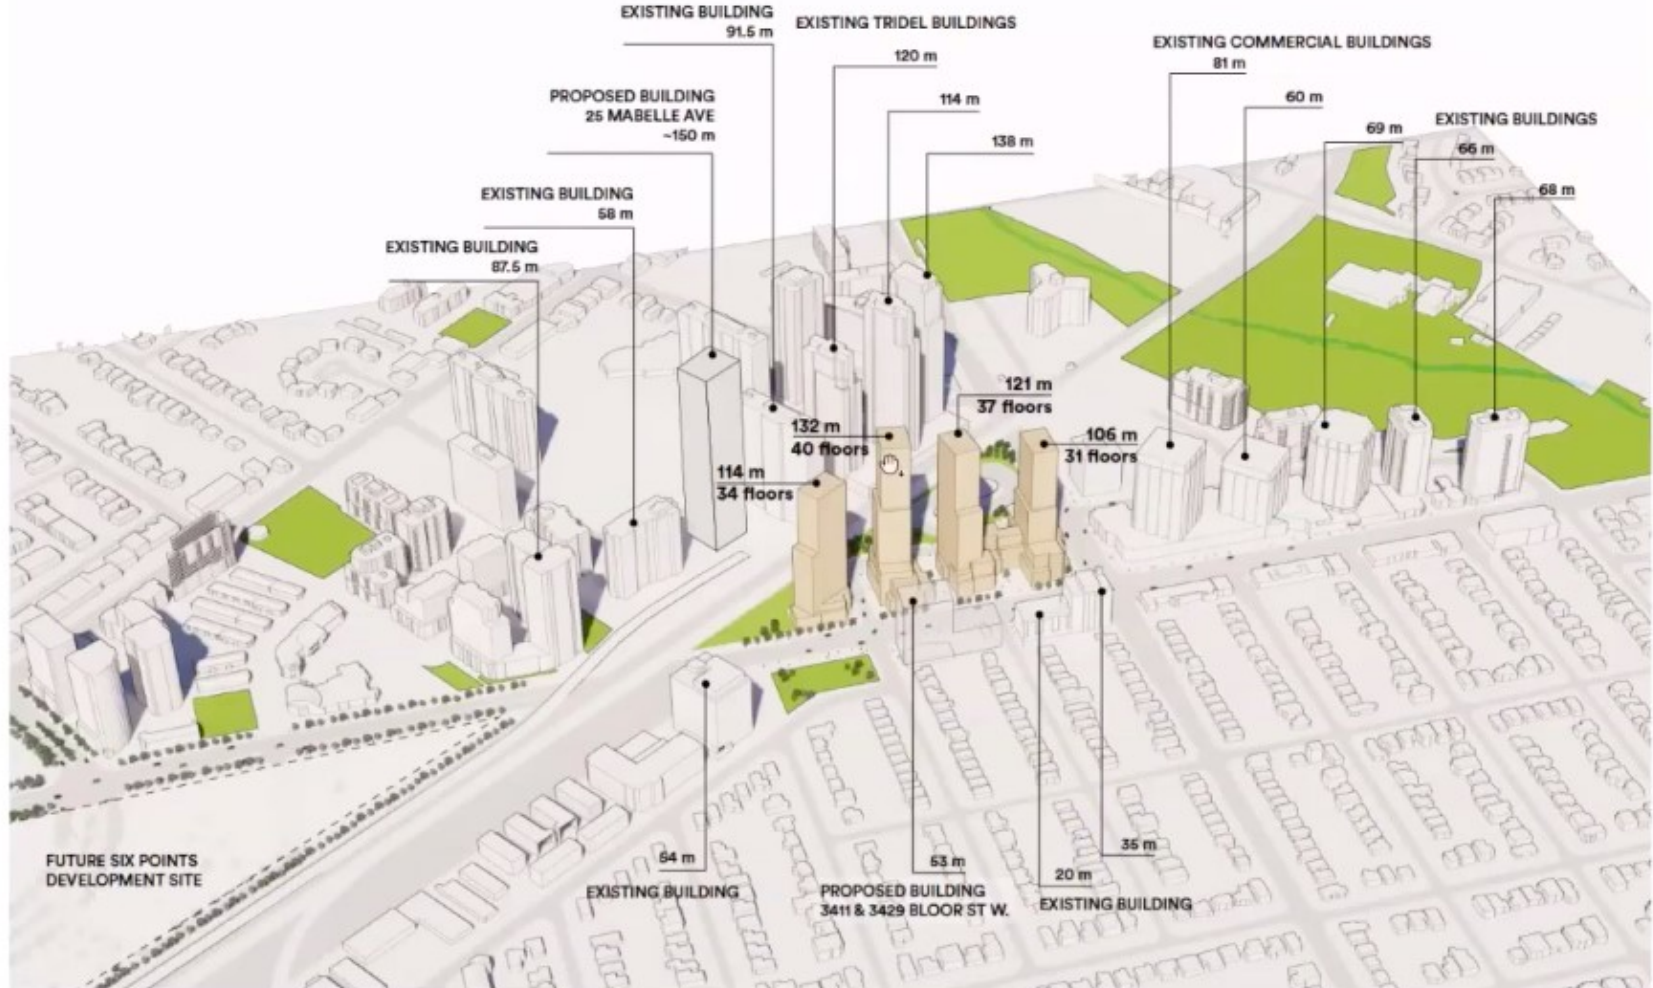 EXISTING BUILDING
91.5 m
EXISTING TRIDEL BUILDINGS
120 m
114 m
138 m
EXISTING COMMERCIAL BUILDINGS
81 m
60 m
EXISTING BUILDINGS
69 m
66 m
68 m
PROPOSED BUILDING
25 MABELLE AVE
~150 m
EXISTING BUILDING
58 m
EXISTING BUILDING
87.5 m
121 m
37 floors
132 m
40 floors
106 m
31 floors
114 m
34 floors
FUTURE SIX POINTS
DEVELOPMENT SITE
54 m
EXISTING BUILDING
53 m
PROPOSED BUILDING
3411 & 3429 BLOOR ST W.
35 m
20 m
EXISTING BUILDING